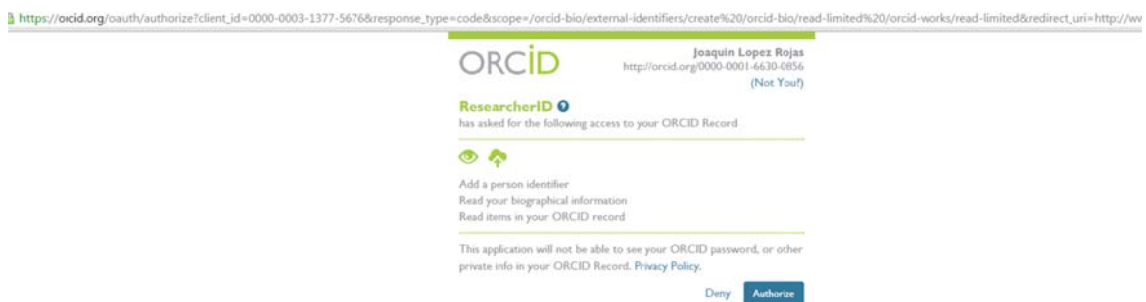 https://orcid.org/oauth/authorize?client_id=0000-0003-1377-5676&response_type=code&scope=/orcid-bio/external-identifiers/create%20/orcid-bio/read-limited%20/orcid-works/read-limited&redirect_uri=http://w
ORCID
Joaquin Lopez Rojas
http://orcid.org/0000-0001-6630-0856
(Not You?)
ResearcherID ?
has asked for the following access to your ORCID Record
Add a person identifier
Read your biographical information
Read items in your ORCID record
This application will not be able to see your ORCID password, or other
private info in your ORCID Record. Privacy Policy.
Deny Authorize